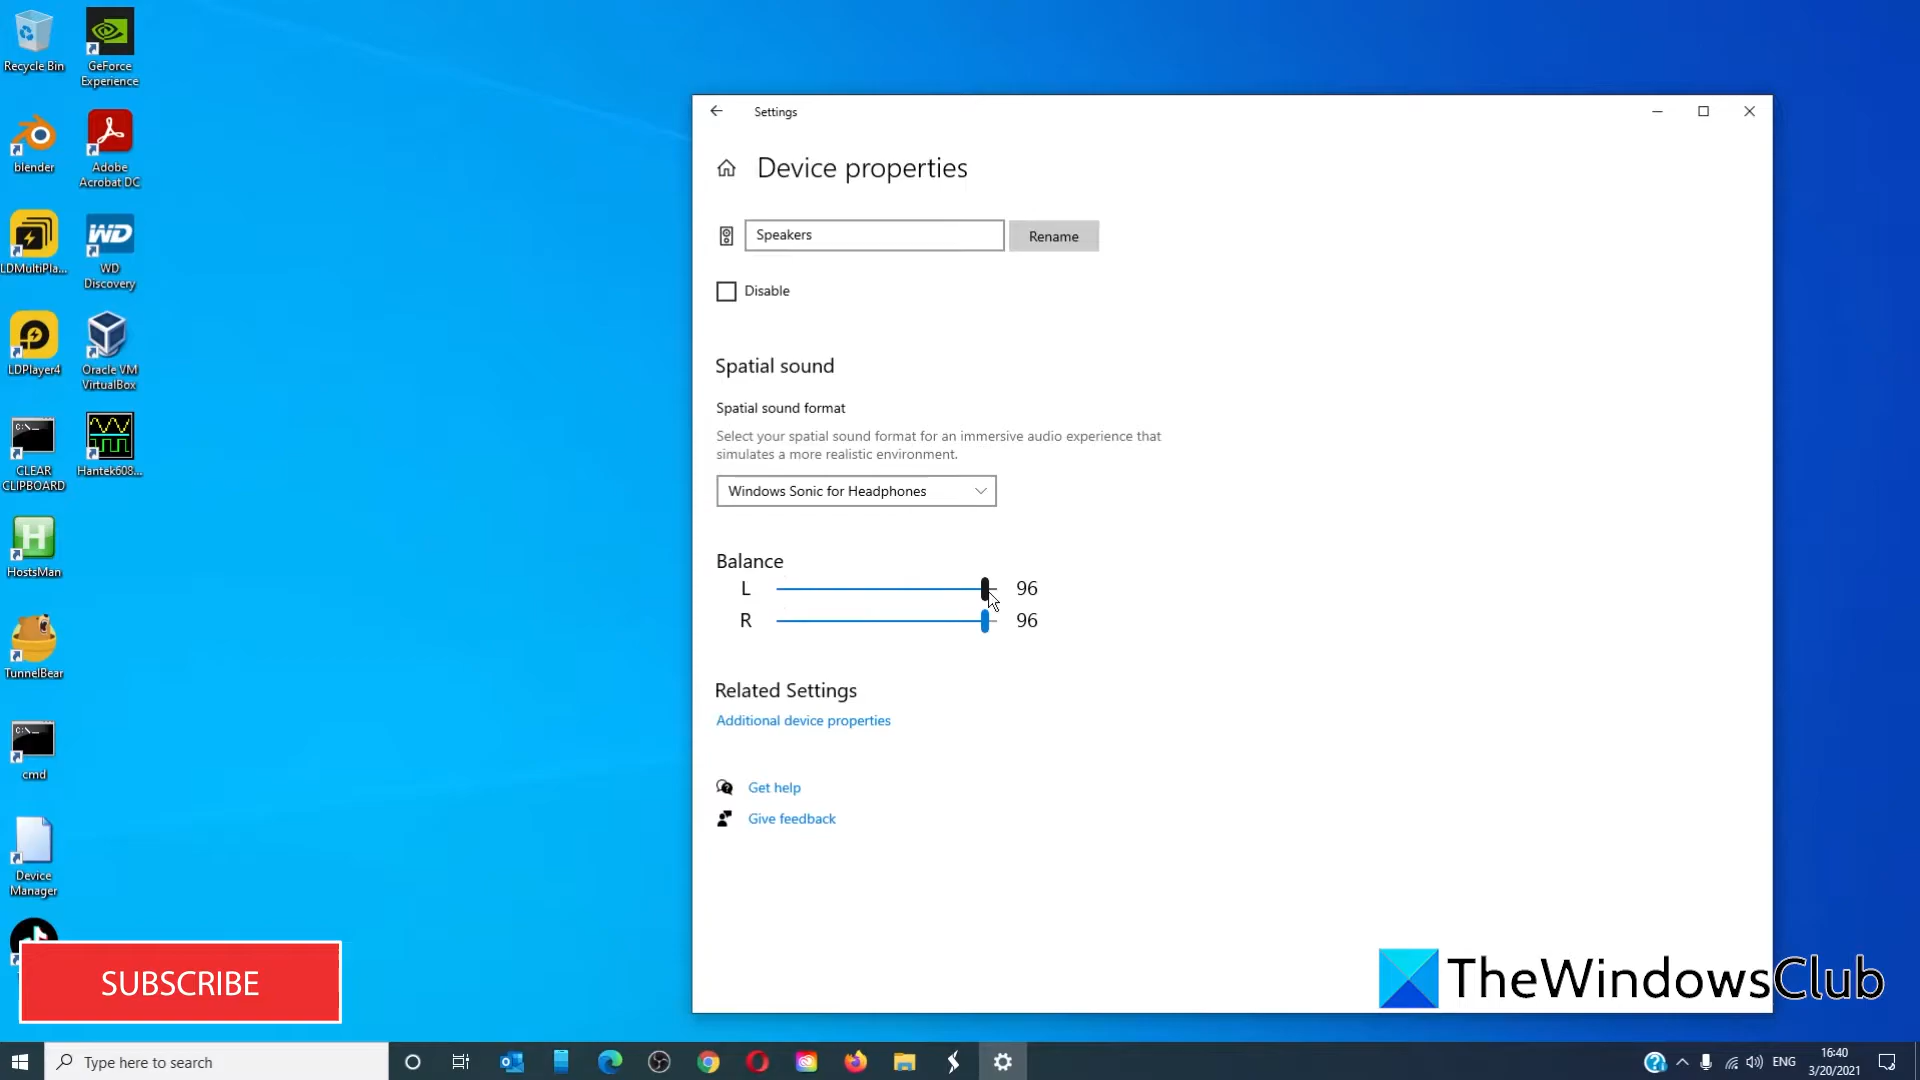 Recycle Bin
GeForce
Experience
blender
Adobe
Acrobat DC
LDMultiPla...
WD
WD
Discovery
LDPlayer4
Oracle VM
VirtualBox
CLEAR
CLIPBOARD
Hantek608...
H
HostsMan
TunnelBear
cmd
Device
Manager
SUBSCRIBE
Settings
Device properties
Speakers
Rename
Disable
Spatial sound
Spatial sound format
Select your spatial sound format for an immersive audio experience that
simulates a more realistic environment.
Windows Sonic for Headphones
Balance
L 96
R 96
Related Settings
Additional device properties
Get help
Give feedback
TheWindowsClub
Type here to search
ENG
16:40
3/20/2021